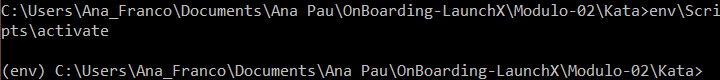 C:\Users\Ana_Franco\Documents\Ana Pau\OnBoarding-LaunchX\Modulo-02\Kata>env\Scri
pts\activate
(env) C:\Users\Ana_Franco\Documents\Ana Pau\OnBoarding-LaunchX\Modulo-02\Kata>